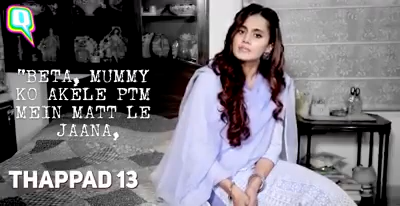 Q
"BETA, MUMMY
KO AKELE PTM
MEIN MATT LE
JAANA,
THAPPAD 13